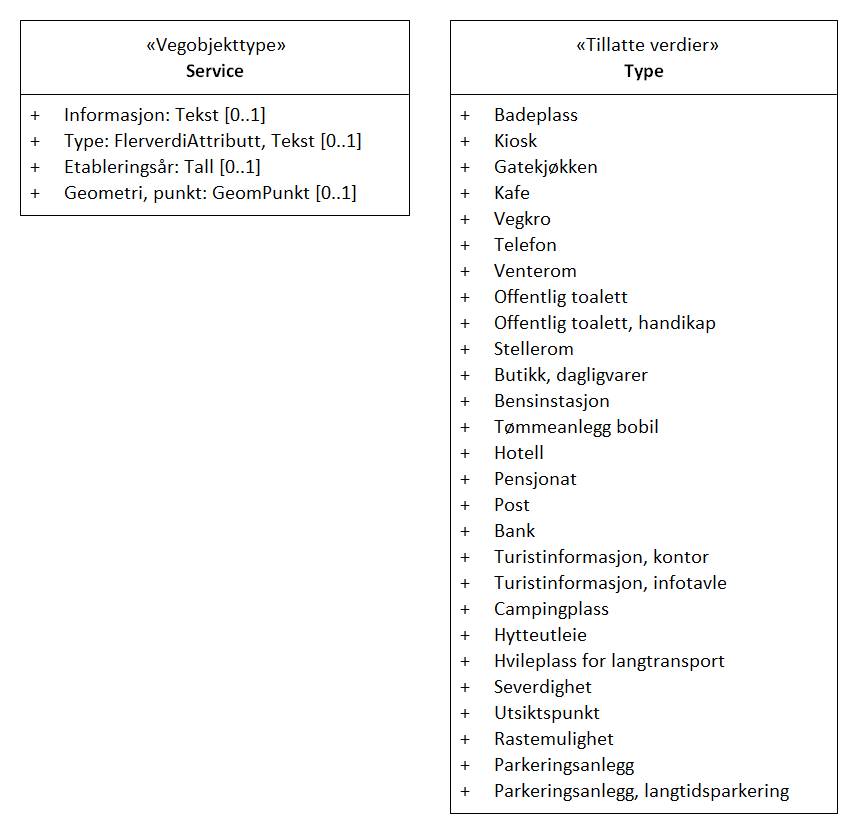 «Vegobjekttype»
Service
+ Informasjon: Tekst [0..1]
+ Type: FlerverdiAttributt, Tekst [0..1]
+ Etableringsår: Tall [0..1]
+ Geometri, punkt: GeomPunkt [0..1]
«Tillatte verdier»
Type
+ Badeplass
+ Kiosk
+ Gatekjøkken
+ Kafe
+ Vegkro
+ Telefon
+ Venterom
+ Offentlig toalett
+ Offentlig toalett, handikap
+ Stellerom
+ Butikk, dagligvarer
+ Bensinstasjon
+ Tømmeanlegg bobil
+ Hotell
+ Pensjonat
+ Post
+ Bank
+ Turistinformasjon, kontor
+ Turistinformasjon, infotavle
+ Campingplass
+ Hytteutleie
+ Hvileplass for langtransport
+ Severdighet
+ Utsiktspunkt
+ Rastemulighet
+ Parkeringsanlegg
+ Parkeringsanlegg, langtidsparkering